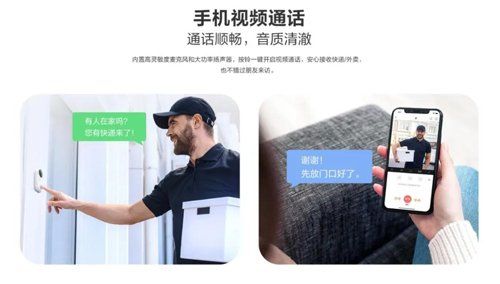 手机视频通话
通话顺畅，音质清澈
内置高灵敏度麦克风和大功率扬声器，按铃一键开启视频通话，安心接收快递/外卖，
也不错过朋友来访。
有人在家吗？
您有快递来了！
谢谢！
先放门口好了。